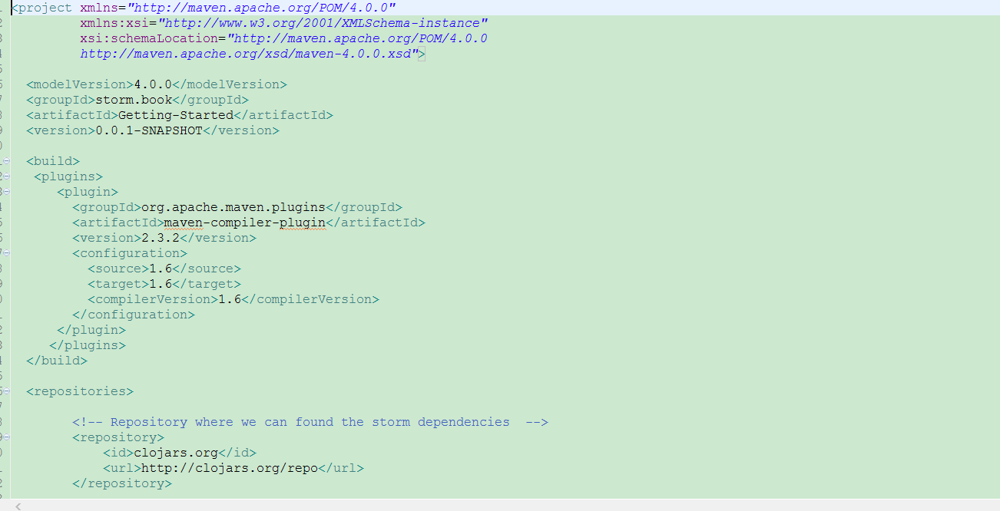 <project xmlns="http://maven.apache.org/POM/4.0.0"
xmlns:xsi="http://www.w3.org/2001/XMLSchema-instance"
xsi:schemaLocation="http://maven.apache.org/POM/4.0.0
http://maven.apache.org/xsd/maven-4.0.0.xsd">
<modelVersion>4.0.0</modelVersion>
<groupId>storm.book</groupId>
<artifactId>Getting-Started</artifactId>
<version>0.0.1-SNAPSHOT</version>
<build>
<plugins>
<plugin>
<groupId>org.apache.maven.plugins</groupId>
<artifactId>maven-compiler-plugin</artifactId>
<version>2.3.2</version>
<configuration>
<source>1.6</source>
<target>1.6</target>
<compilerVersion>1.6</compilerVersion>
</configuration>
</plugin>
</plugins>
</build>
<repositories>
<!-- Repository where we can found the storm dependencies  -->
<repository>
<id>clojars.org</id>
<url>http://clojars.org/repo</url>
</repository>